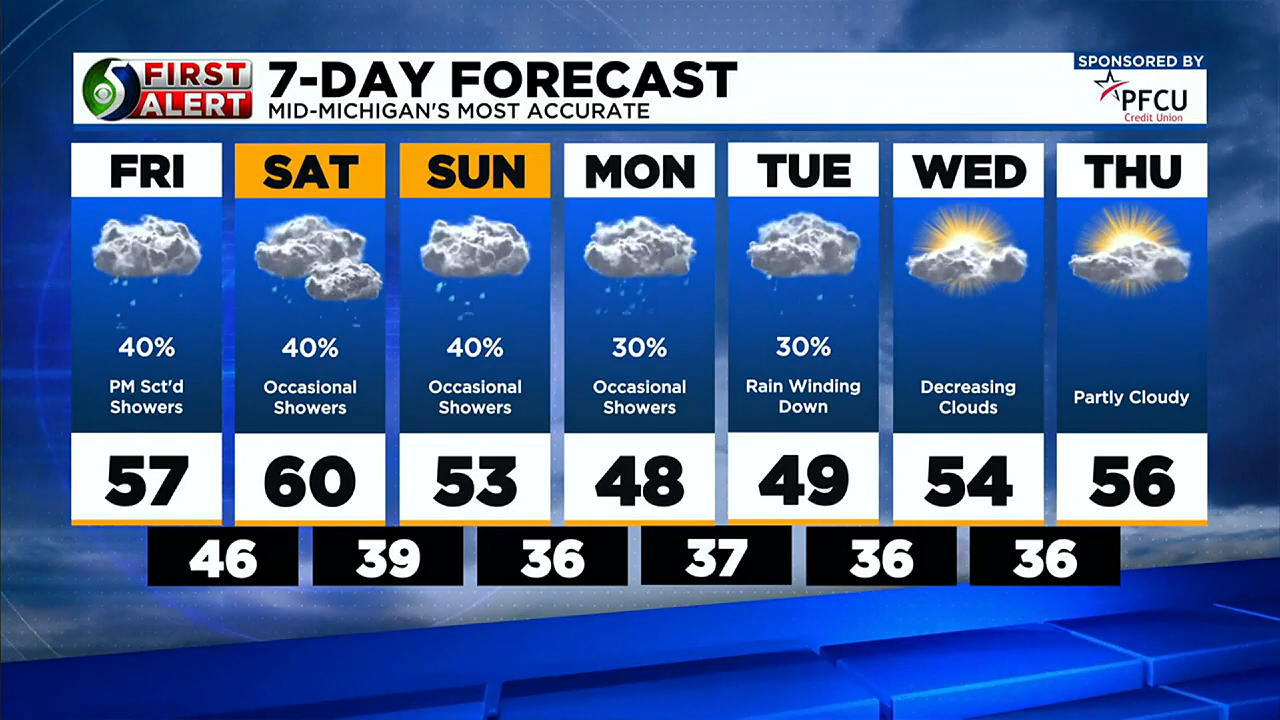 5 FIRST ALERT
7-DAY FORECAST
MID-MICHIGAN'S MOST ACCURATE
SPONSORED BY
PFCU
Credit Union
FRI
40%
PM Sct'd
Showers
57
SAT
40%
Occasional
Showers
60
SUN
40%
Occasional
Showers
53
MON
30%
Occasional
Showers
48
TUE
30%
Rain Winding
Down
49
WED
Decreasing
Clouds
54
THU
Partly Cloudy
56
46
39
36
37
36
36